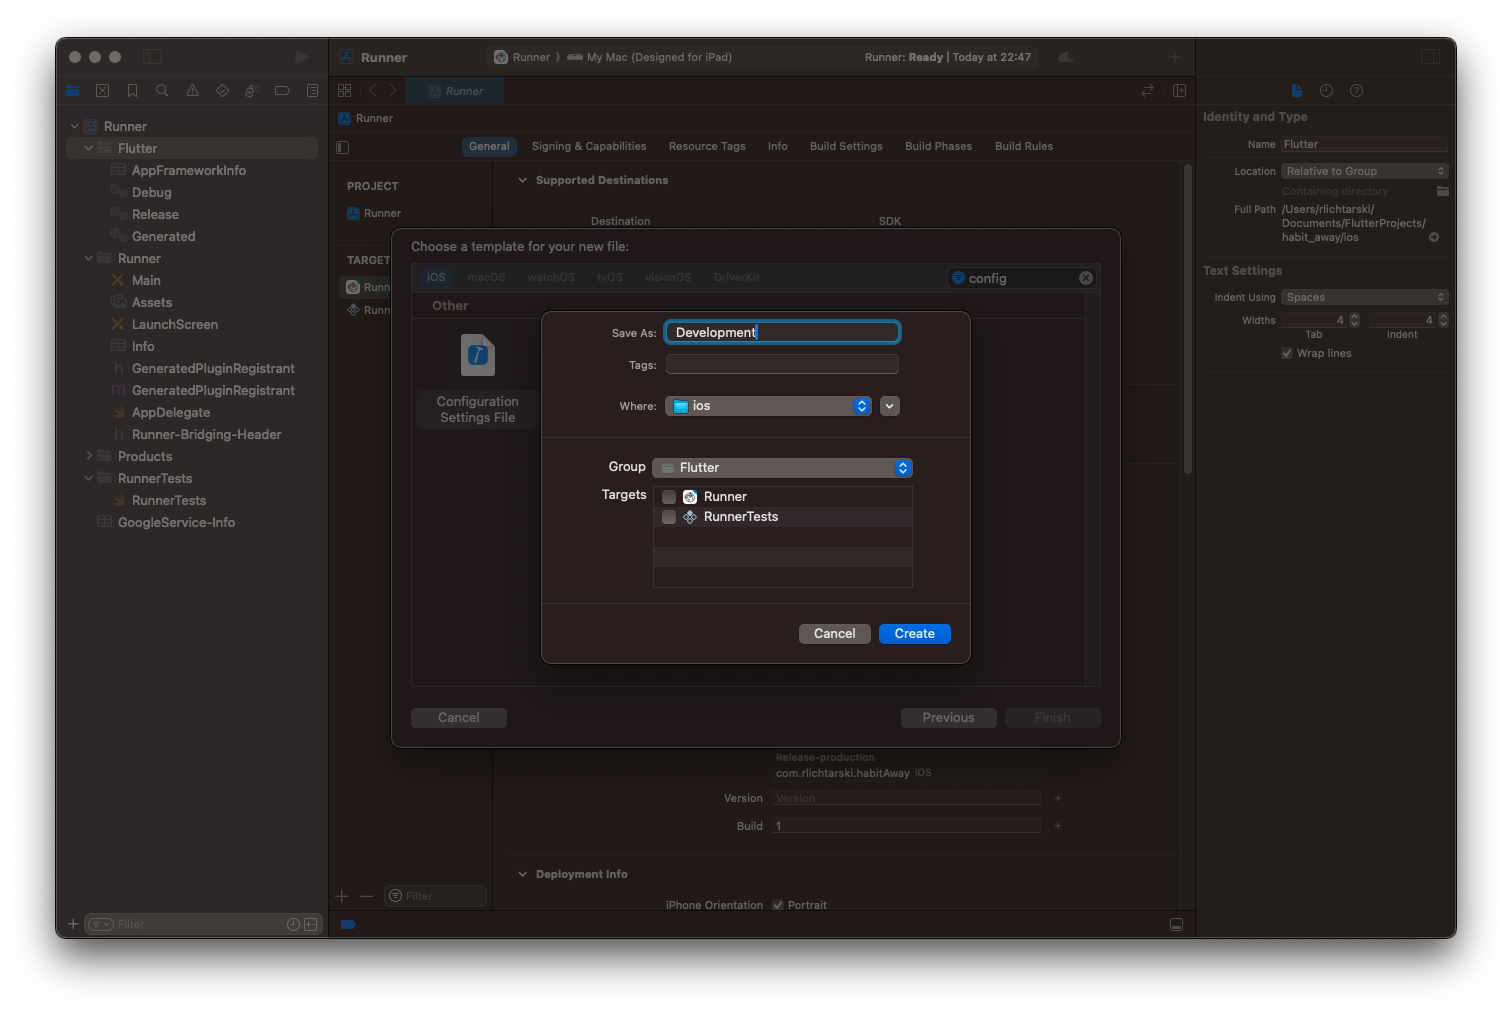 Runner
Runner
My Mac (Designed for iPad)
Runner: Ready | Today at 22:47
Runner
Runner
Runner
Flutter
AppFrameworkInfo
Debug
Release
Generated
Runner
Main
Assets
LaunchScreen
Info
GeneratedPluginRegistrant
GeneratedPluginRegistrant
AppDelegate
Runner-Bridging-Header
Products
RunnerTests
RunnerTests
GoogleService-Info
Filter
General
Signing & Capabilities
Resource Tags
Info
Build Settings
Build Phases
Build Rules
PROJECT
Runner
TARGET
Runn
Runn
Filter
Supported Destinations
Destination
SDK
Choose a template for your new file:
iOS
macOS
watchOS
tvOS
visionOS
DriverKit
config
Other
Configuration
Settings File
Save As:
Development
Tags:
Where:
ios
Group
Flutter
Targets
Runner
RunnerTests
Cancel
Create
Cancel
Previous
Finish
Release-production
com.rlichtarski.habitAway iOS
Version
Version
Build
1
Deployment Info
iPhone Orientation
Portrait
Identity and Type
Name
Flutter
Location
Relative to Group
Containing directory
Full Path
/Users/rlichtarski/
Documents/FlutterProjects/
habit_away/ios
Text Settings
Indent Using
Spaces
Widths
4
4
Tab
Indent
Wrap lines